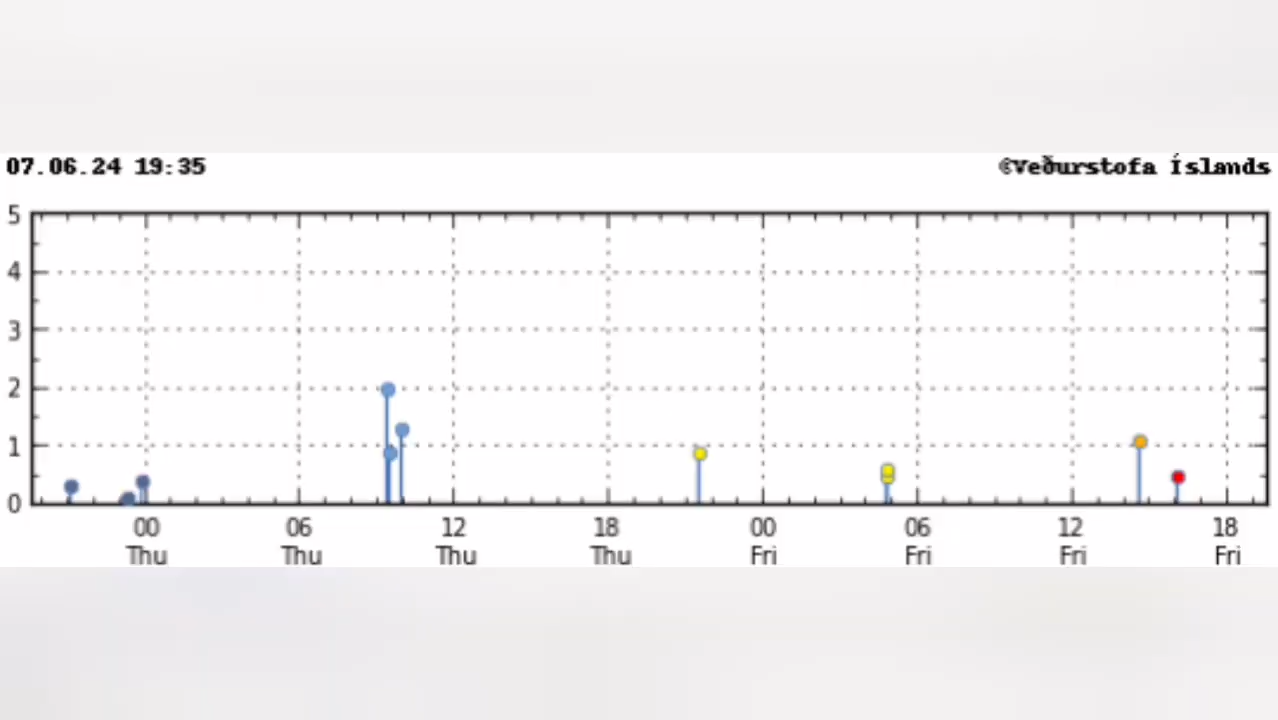 07.06.24 19:35
©Veðurstofa Íslands
5
4
3
2
1
0
00 06 12 18 00 06 12 18
Thu Thu Thu Thu Fri Fri Fri Fri